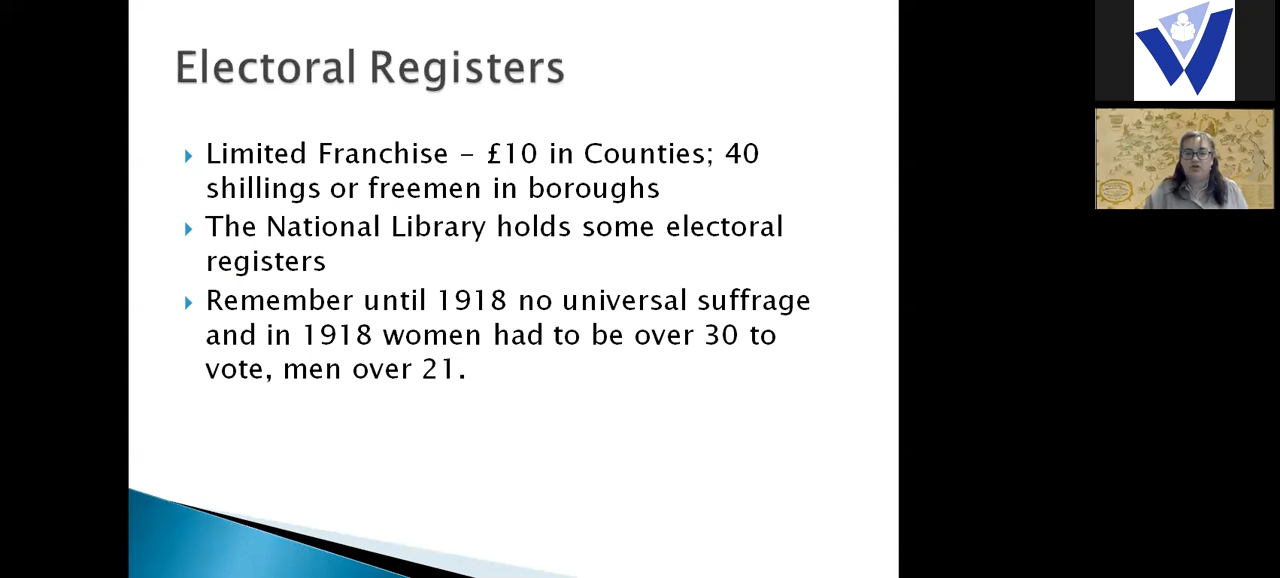 Electoral Registers
Limited Franchise – £10 in Counties; 40
shillings or freemen in boroughs
The National Library holds some electoral
registers
Remember until 1918 no universal suffrage
and in 1918 women had to be over 30 to
vote, men over 21.